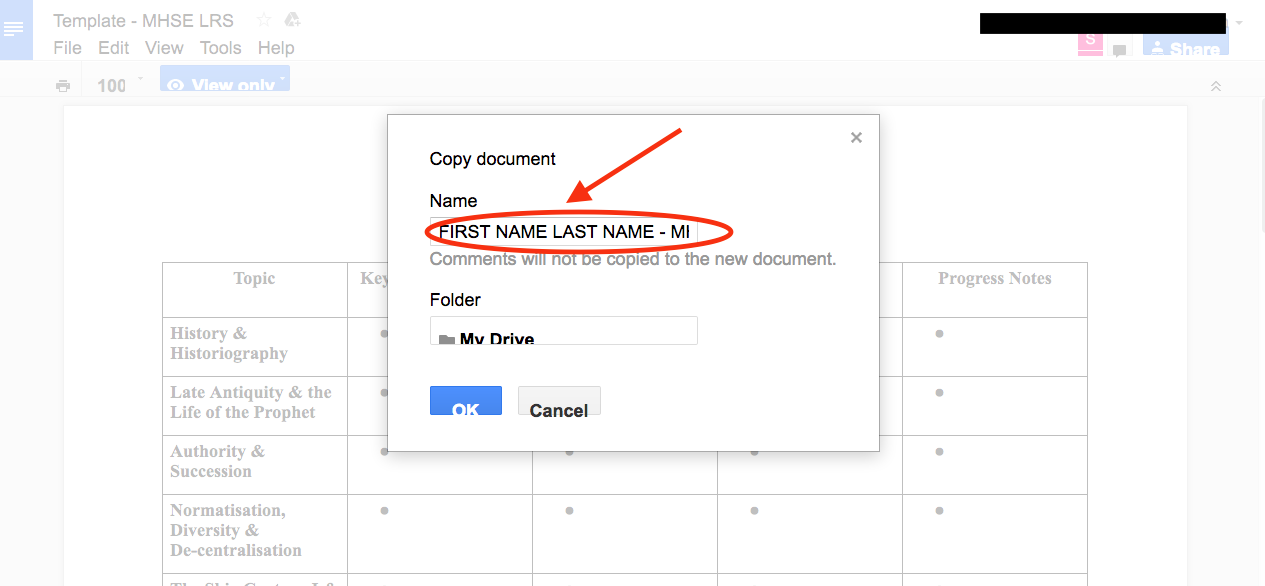 Template - MHSE LRS
File Edit View Tools Help
S
Share
100
View only
Copy document
Name
FIRST NAME LAST NAME - MH
Comments will not be copied to the new document.
Folder
My Drive
OK Cancel
Topic
Key
Progress Notes
History &
Historiography
Late Antiquity & the
Life of the Prophet
Authority &
Succession
Normatisation,
Diversity &
De-centralisation